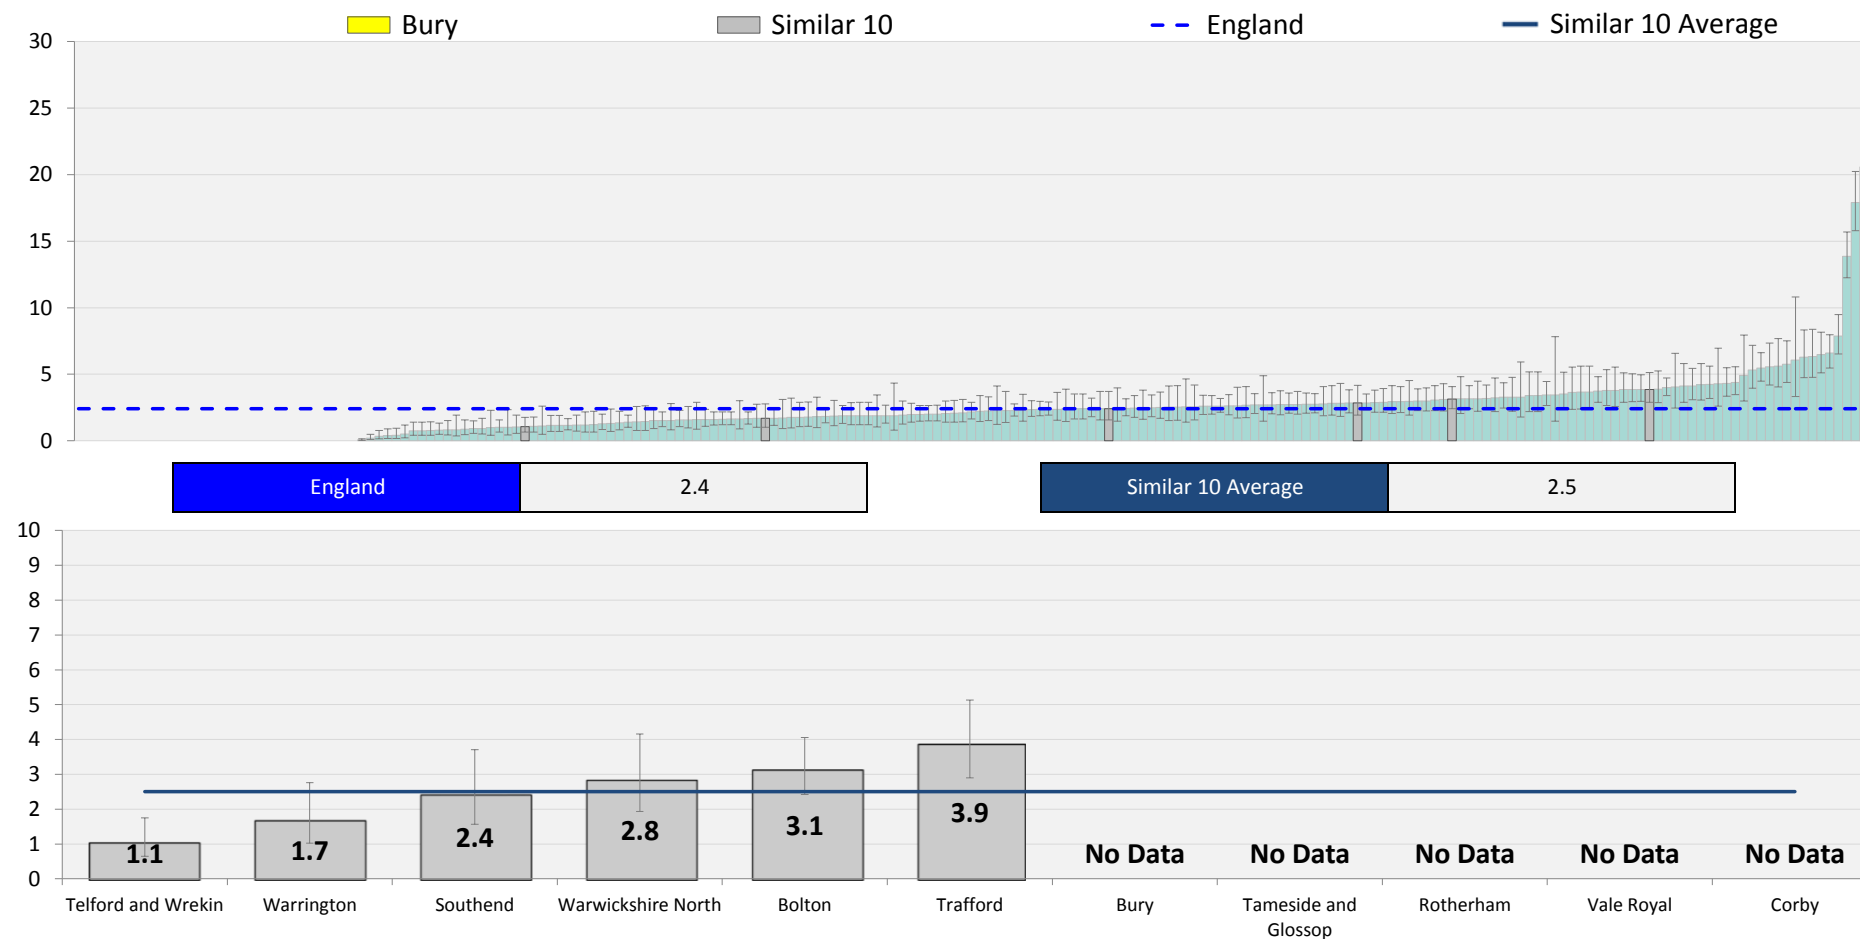 Bury
Similar 10
England
Similar 10 Average
30
25
20
15
10
5
0
England
2.4
Similar 10 Average
2.5
10
9
8
7
6
5
4
3
2
1
0
1.1
1.7
2.4
2.8
3.1
3.9
No Data
No Data
No Data
No Data
No Data
Telford and Wrekin
Warrington
Southend
Warwickshire North
Bolton
Trafford
Bury
Tameside and
Glossop
Rotherham
Vale Royal
Corby